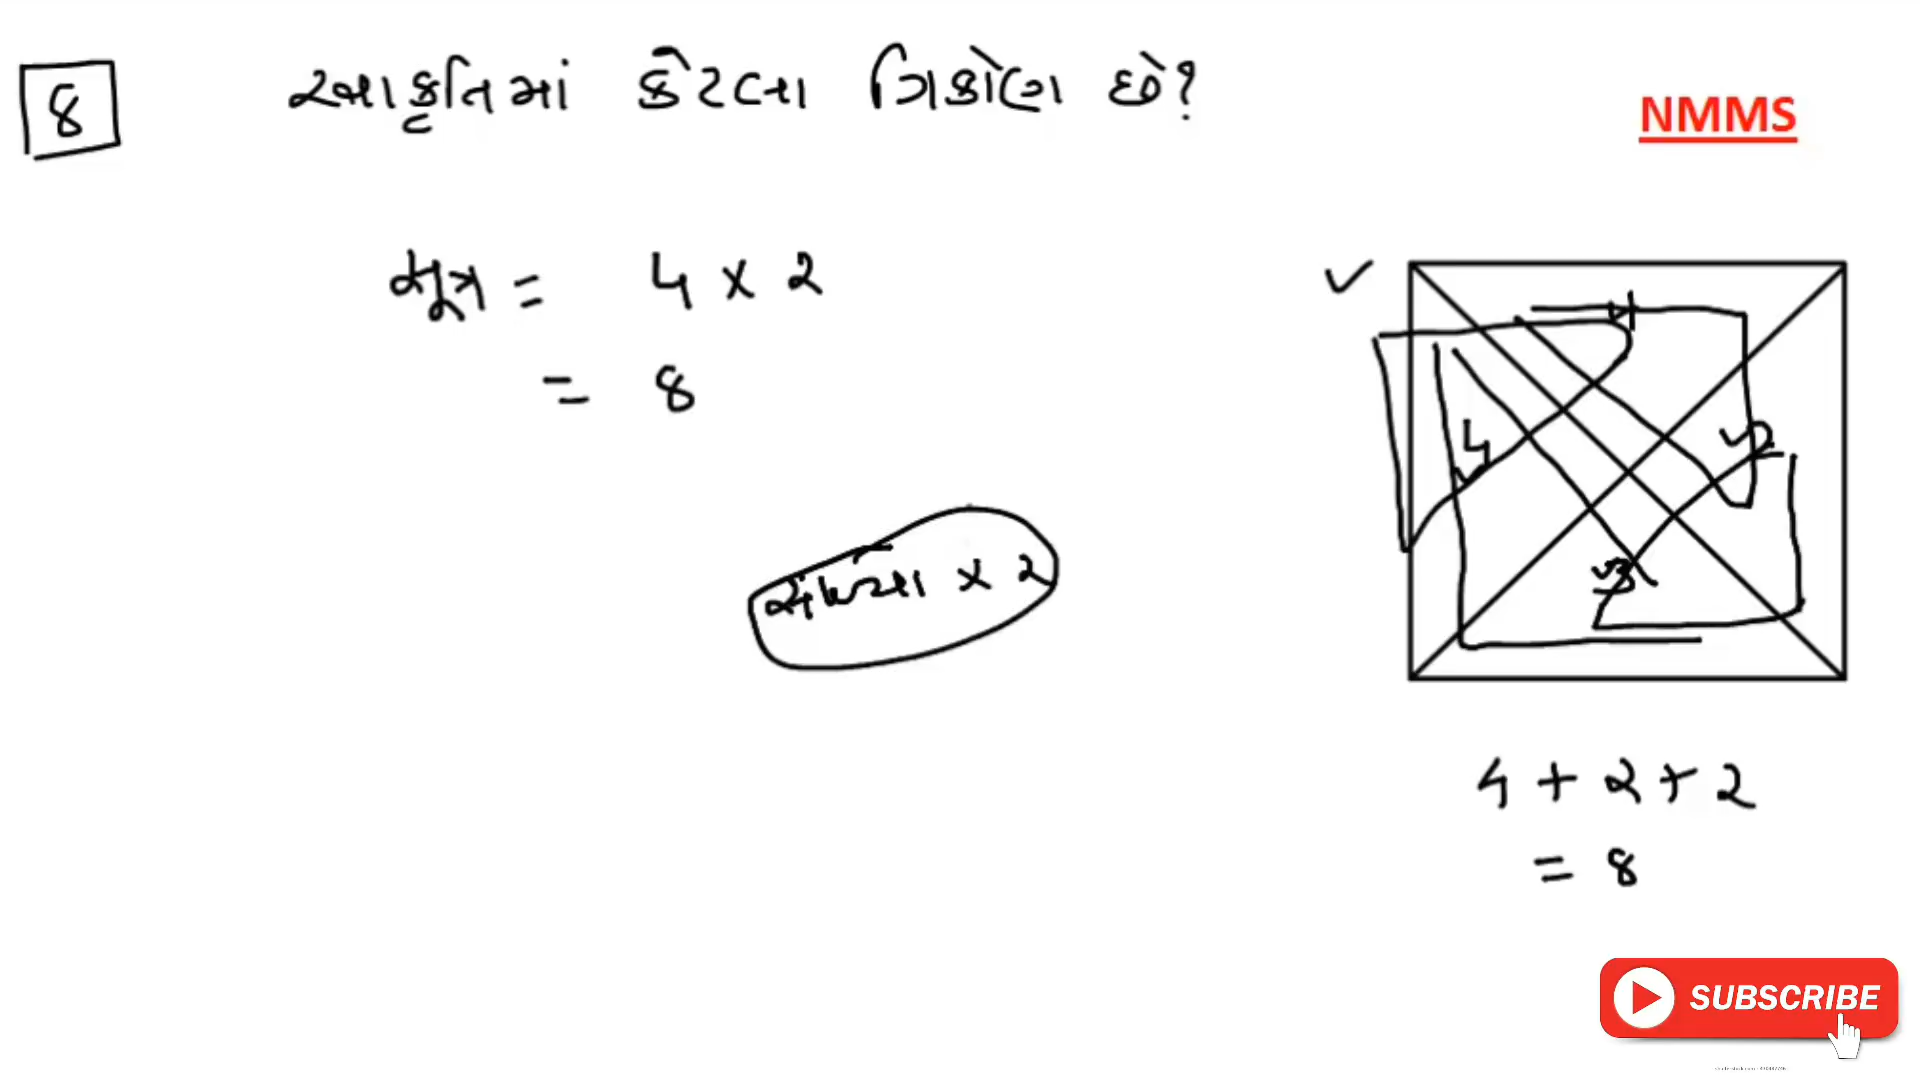 8
આકૃતિમાં કેટલા ત્રિકોણ છે?
NMMS
સૂત્ર = 4 x 2
= 8
સંખ્યા x 2
1
2
3
4
4 + 2 + 2
= 8
SUBSCRIBE